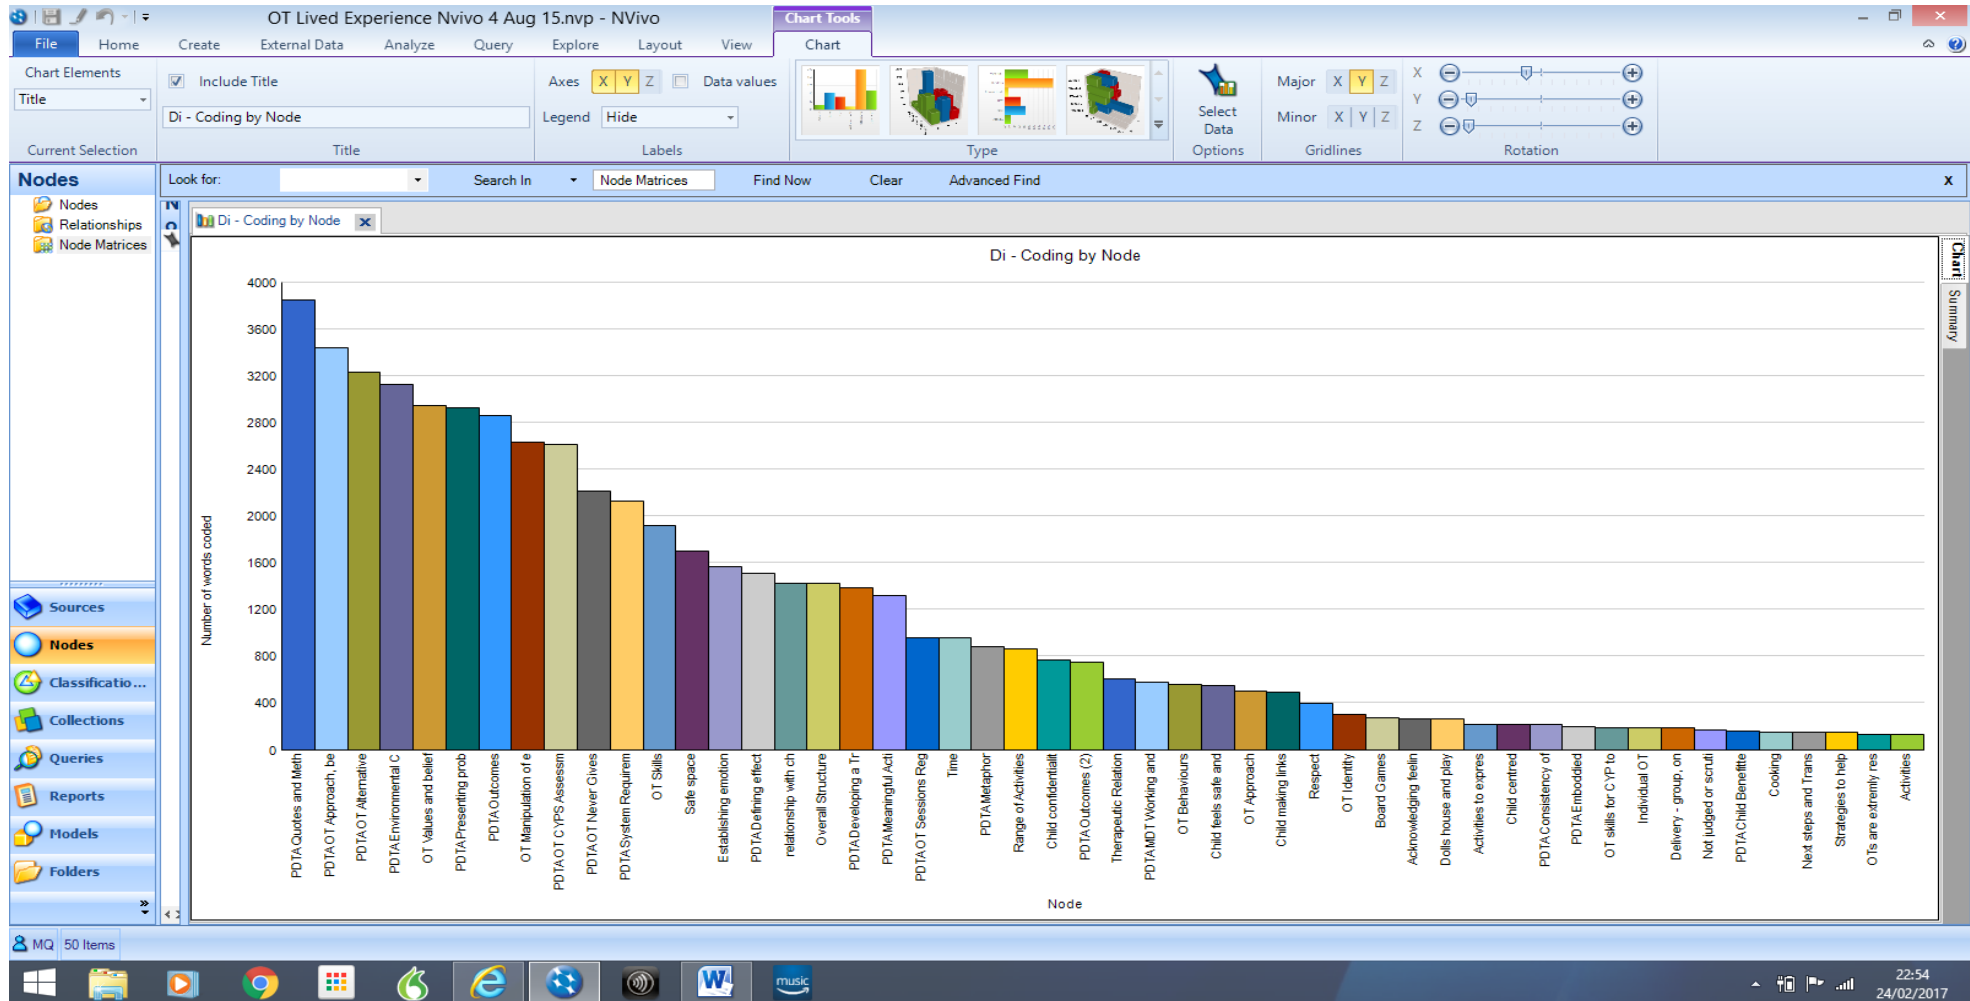 OT Lived Experience Nvivo 4 Aug 15.nvp - NVivo
Chart Tools
File Home Create External Data Analyze Query Explore Layout View Chart
Chart Elements
Title
Current Selection
Include Title
Di - Coding by Node
Title
Axes X Y Z Data values
Legend Hide
Labels
Type
Select
Data
Options
Major X Y Z
Minor X Y Z
Gridlines
X
Y
Z
Rotation
Nodes
Nodes
Relationships
Node Matrices
Look for: Search In Node Matrices Find Now Clear Advanced Find x
Di - Coding by Node
Chart
Summary
Di - Coding by Node
4000
3600
3200
2800
2400
2000
1600
1200
800
400
0
Number of words coded
PDTA Quotes and Meth
PDTA OT Approach, be
PDTA OT Alternative
PDTA Environmental C
OT Values and belief
PDTA Presenting prob
PDTA Outcomes
OT Manipulation of e
PDTA OT CYPS Assessm
PDTA OT Never Gives
PDTA System Requirem
OT Skills
Safe space
Establishing emotion
PDTA Defining effect
relationship with ch
Overall Structure
PDTA Developing a Tr
PDTA Meaningful Acti
PDTA OT Sessions Reg
Time
PDTA Metaphor
Range of Activities
Child confidentialit
PDTA Outcomes (2)
Therapeutic Relation
PDTA MDT Working and
OT Behaviours
Child feels safe and
OT Approach
Child making links
Respect
OT Identity
Board Games
Acknowledging feelin
Dolls house and play
Activities to expres
Child centred
PDTA Consistency of
PDTA Embodied
OT skills for CYP to
Individual OT
Delivery - group, on
Not judged or scruti
PDTA Child Benefitte
Cooking
Next steps and Trans
Strategies to help
OTs are extremly res
Activities
Node
Sources
Nodes
Classificatio...
Collections
Queries
Reports
Models
Folders
MQ 50 Items
music
22:54
24/02/2017